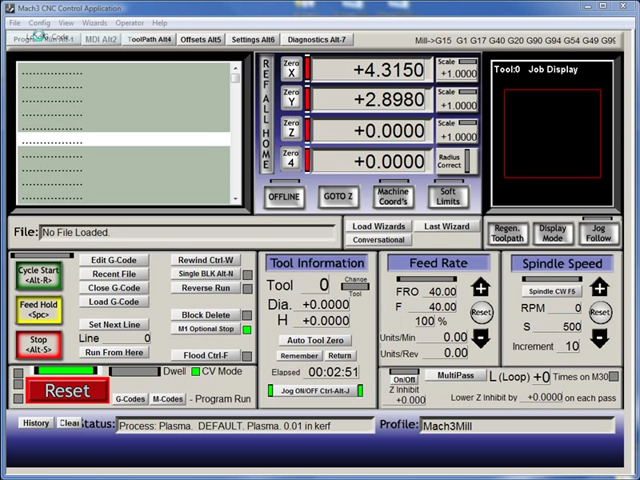 Mach3 CNC Control Application
File Config View Wizards Operator Help
MDI Alt2 ToolPath Alt4 Offsets Alt5 Settings Alt6 Diagnostics Alt-7 Mill->G15 G1 G17 G40 G20 G90 G94 G54 G49
REF ALL HOME
Zero X +4.3150 Scale +1.0000
Zero Y +2.8980 Scale +1.0000
Zero Z +0.0000 Scale +1.0000
Zero 4 +0.0000 Radius Correct
OFFLINE GOTO Z Machine Coord's Soft Limits
Tool:0 Job Display
File: No File Loaded.
Load Wizards Last Wizard
Conversational
Regen. Toolpath Display Mode Jog Follow
Cycle Start <Alt-R>
Feed Hold <Spc>
Stop <Alt-S>
Edit G-Code
Recent File
Close G-Code
Load G-Code
Set Next Line
Line 0
Run From Here
Rewind Ctrl-W
Single BLK Alt-N
Reverse Run
Block Delete
M1 Optional Stop
Flood Ctrl-F
Reset
Dwell CV Mode
G-Codes M-Codes - Program Run
Tool Information
Tool 0 Change Tool
Dia. +0.0000
H +0.0000
Auto Tool Zero
Remember Return
Elapsed 00:02:51
Jog ON/OFF Ctrl-Alt-J
Feed Rate
FRO 40.00
F 40.00
100 % Reset
Units/Min 0.00
Units/Rev 0.00
Spindle Speed
Spindle CW F5
RPM 0
S 500 Reset
Increment 10
On/Off
Z Inhibit
+0.000
MultiPass L (Loop) +0 Times on M30
Lower Z Inhibit by +0.0000 on each pass
History Clear Status: Process: Plasma. DEFAULT. Plasma. 0.01 in kerf Profile: Mach3Mill